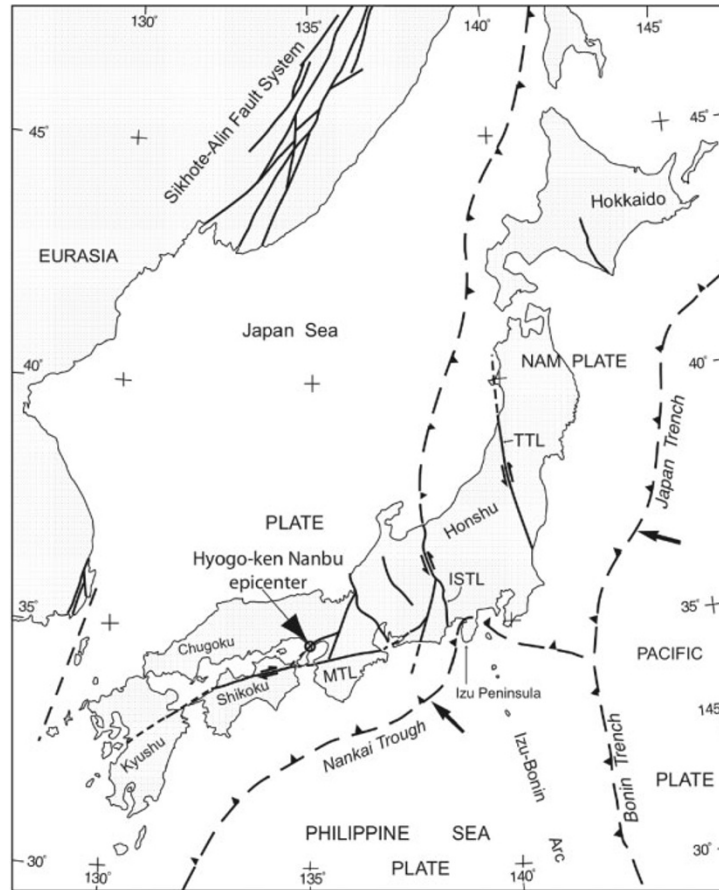 130°
135°
140°
145°
Sikhote-Alin Fault System
45°
45°
Hokkaido
EURASIA
Japan Sea
40°
40°
NAM PLATE
TTL
Japan Trench
PLATE
Honshu
Hyogo-ken Nanbu
epicenter
ISTL
35°
35°
Chugoku
PACIFIC
MTL
Shikoku
Izu Peninsula
145°
Kyushu
Nankai Trough
Izu-Bonin
Arc
Bonin Trench
PLATE
PHILIPPINE SEA
PLATE
30°
30°
130°
135°
140°